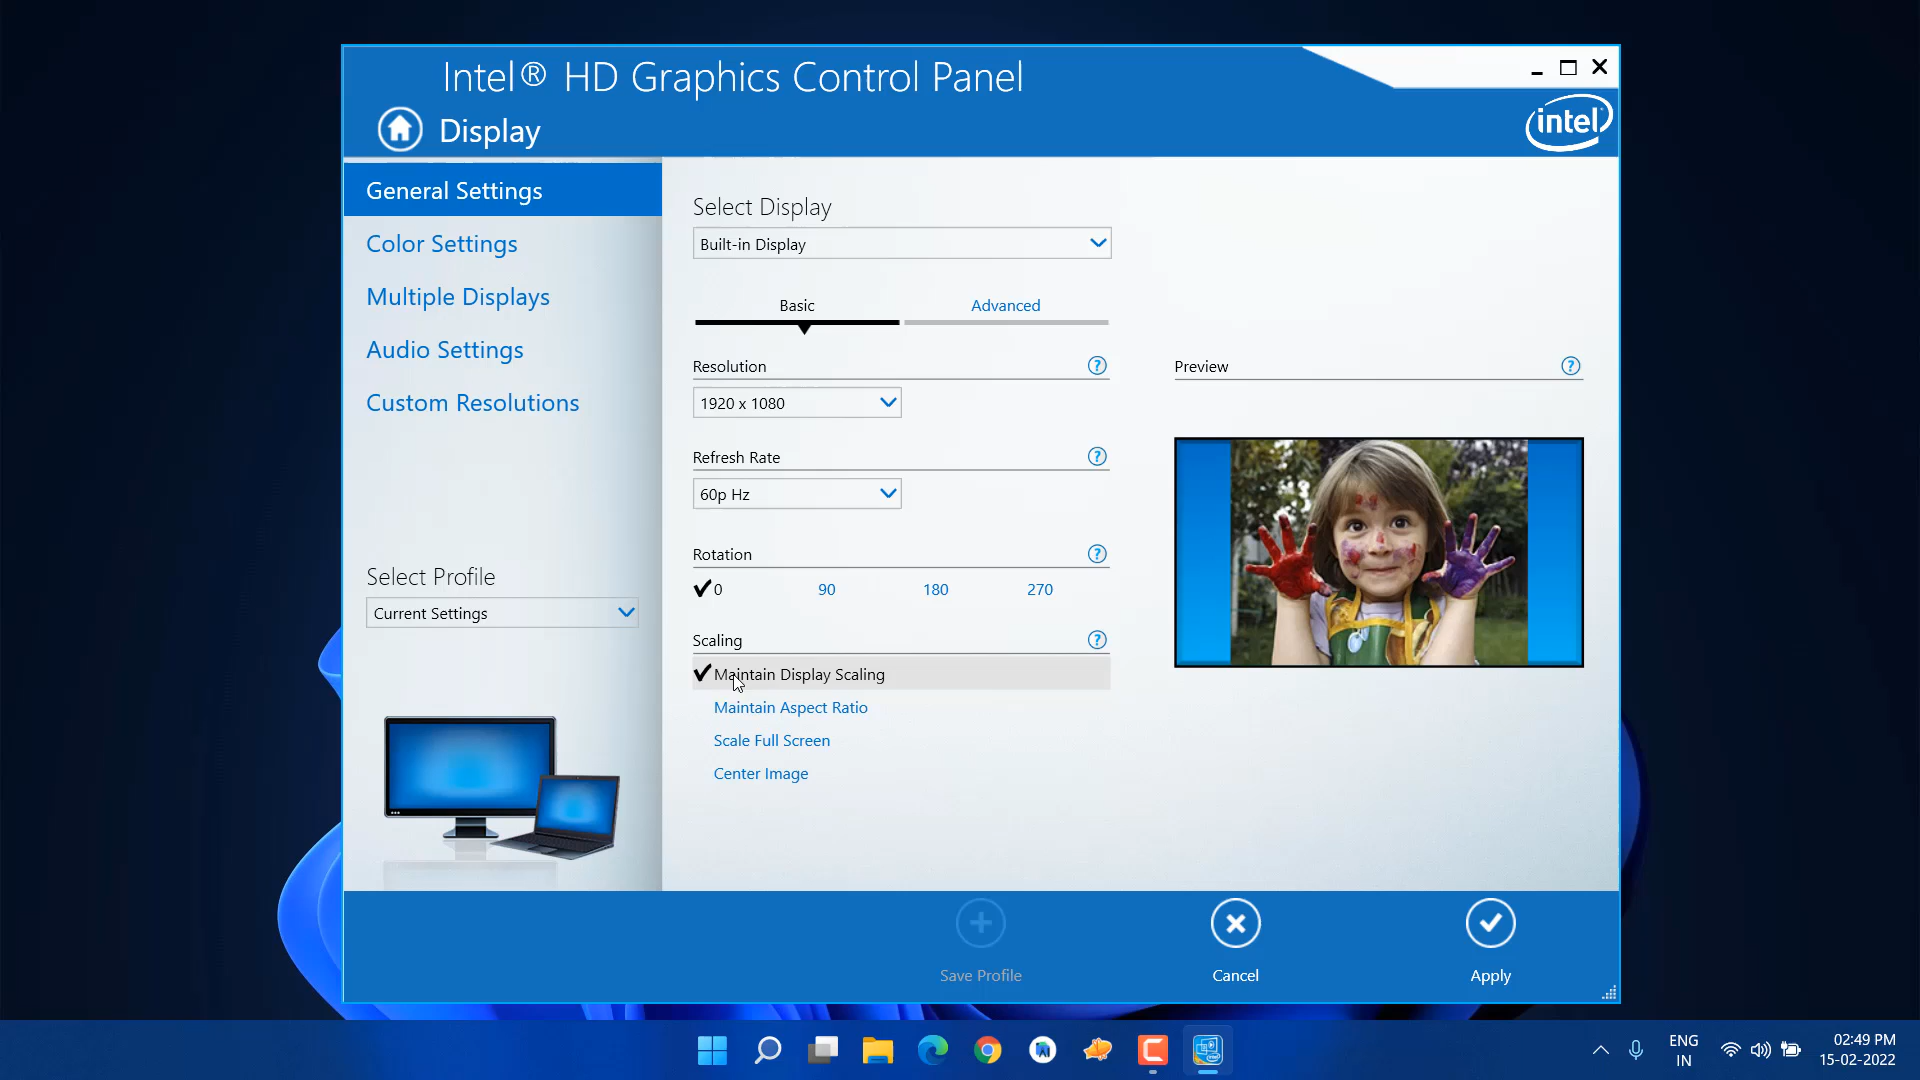 Intel® HD Graphics Control Panel
Display
intel
General Settings
Color Settings
Multiple Displays
Audio Settings
Custom Resolutions
Select Profile
Current Settings
Select Display
Built-in Display
Basic
Advanced
Resolution
?
1920 x 1080
Refresh Rate
?
60p Hz
Rotation
?
0
90
180
270
Scaling
?
Maintain Display Scaling
Maintain Aspect Ratio
Scale Full Screen
Center Image
Preview
?
Save Profile
Cancel
Apply
ENG
IN
02:49 PM
15-02-2022